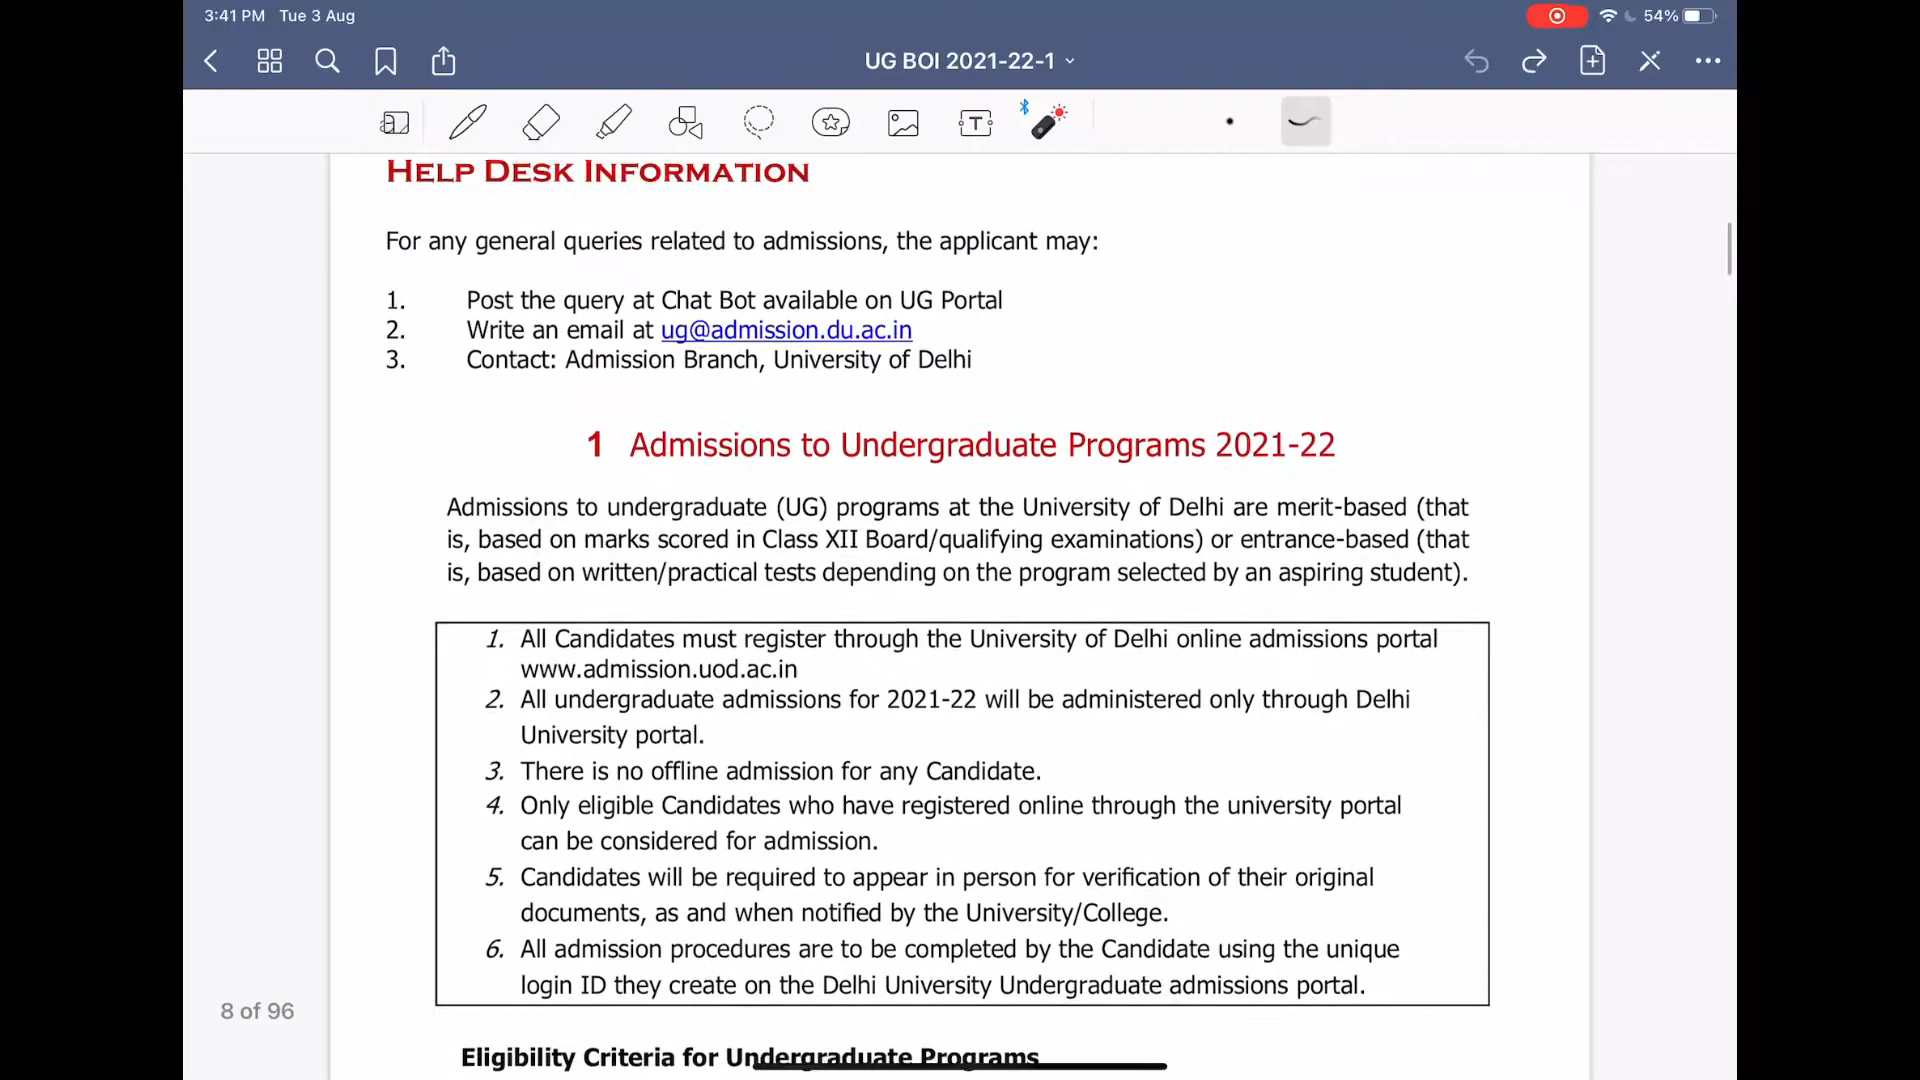 3:41 PM Tue 3 Aug
54%
UG BOI 2021-22-1
HELP DESK INFORMATION
For any general queries related to admissions, the applicant may:
1. Post the query at Chat Bot available on UG Portal
2. Write an email at ug@admission.du.ac.in
3. Contact: Admission Branch, University of Delhi
1 Admissions to Undergraduate Programs 2021-22
Admissions to undergraduate (UG) programs at the University of Delhi are merit-based (that
is, based on marks scored in Class XII Board/qualifying examinations) or entrance-based (that
is, based on written/practical tests depending on the program selected by an aspiring student).
1. All Candidates must register through the University of Delhi online admissions portal
www.admission.uod.ac.in
2. All undergraduate admissions for 2021-22 will be administered only through Delhi
University portal.
3. There is no offline admission for any Candidate.
4. Only eligible Candidates who have registered online through the university portal
can be considered for admission.
5. Candidates will be required to appear in person for verification of their original
documents, as and when notified by the University/College.
6. All admission procedures are to be completed by the Candidate using the unique
login ID they create on the Delhi University Undergraduate admissions portal.
8 of 96
Eligibility Criteria for Undergraduate Programs